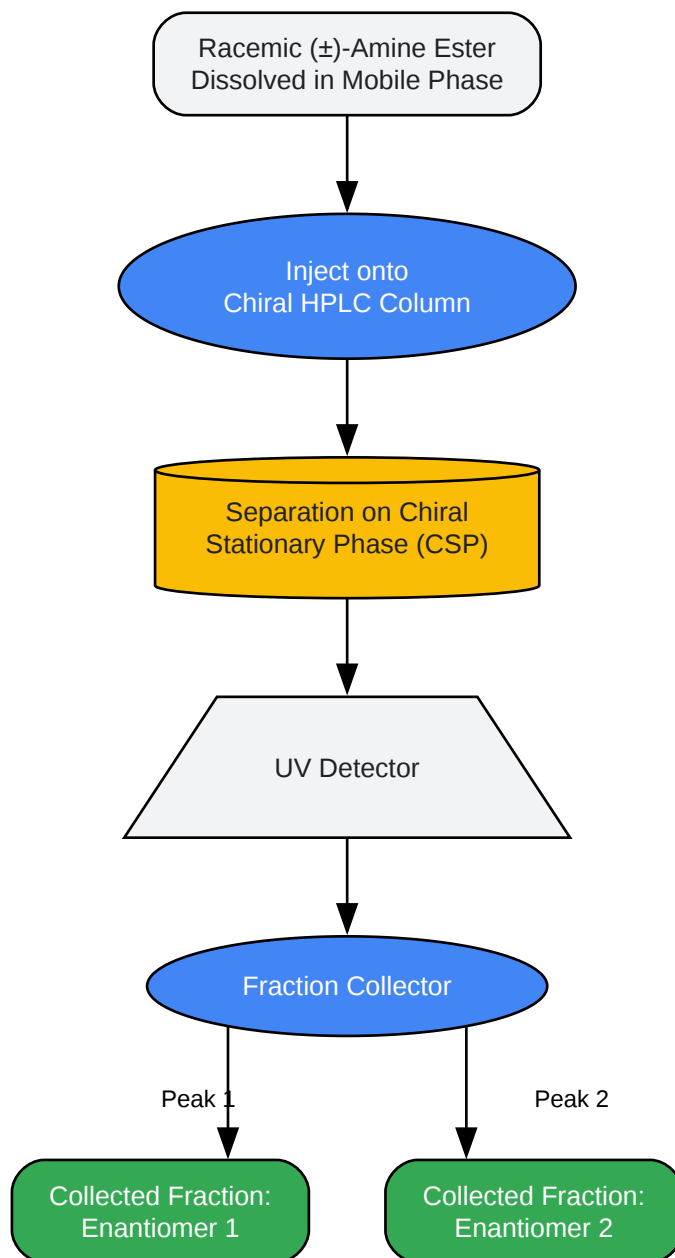 Racemic (±)-Amine Ester
Dissolved in Mobile Phase
Inject onto
Chiral HPLC Column
Separation on Chiral
Stationary Phase (CSP)
UV Detector
Fraction Collector
Peak 1
Peak 2
Collected Fraction:
Enantiomer 1
Collected Fraction:
Enantiomer 2